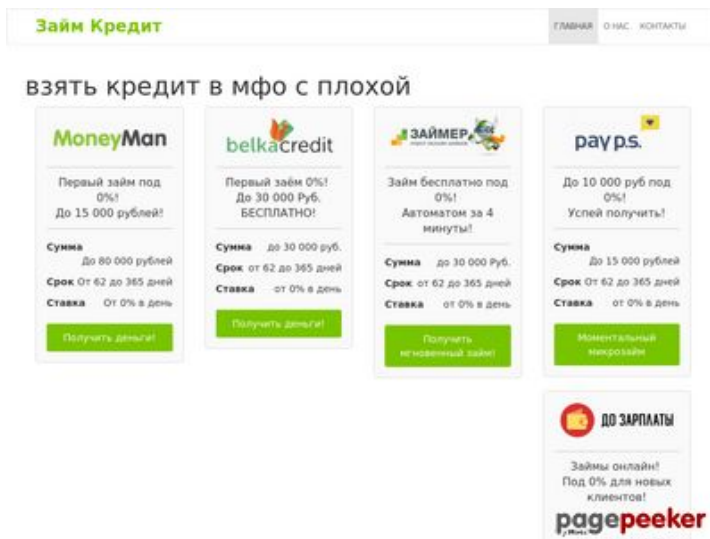 Займ Кредит
ГЛАВНАЯ О НАС. КОНТАКТЫ
взять кредит в мфо с плохой
MoneyMan
Первый займ под
0%!
До 15 000 рублей!
Сумма
До 80 000 рублей
Срок От 62 до 365 дней
Ставка От 0% в день
Получить деньги!
belkacredit
Первый заём 0%!
До 30 000 Руб.
БЕСПЛАТНО!
Сумма до 30 000 руб.
Срок от 62 до 365 дней
Ставка от 0% в день
Получить деньги!
ЗАЙМЕР
Займ бесплатно под
0%!
Автоматом за 4
минуты!
Сумма до 30 000 Руб.
Срок от 62 до 365 дней
Ставка от 0% в день
Получить
мгновенный займ!
pay p.s.
До 10 000 руб под
0%!
Успей получить!
Сумма
До 15 000 рублей
Срок От 62 до 365 дней
Ставка от 0% в день
Моментальный
микрозайм
ДО ЗАРПЛАТЫ
Займы онлайн!
Под 0% для новых
клиентов!
pagepeeker